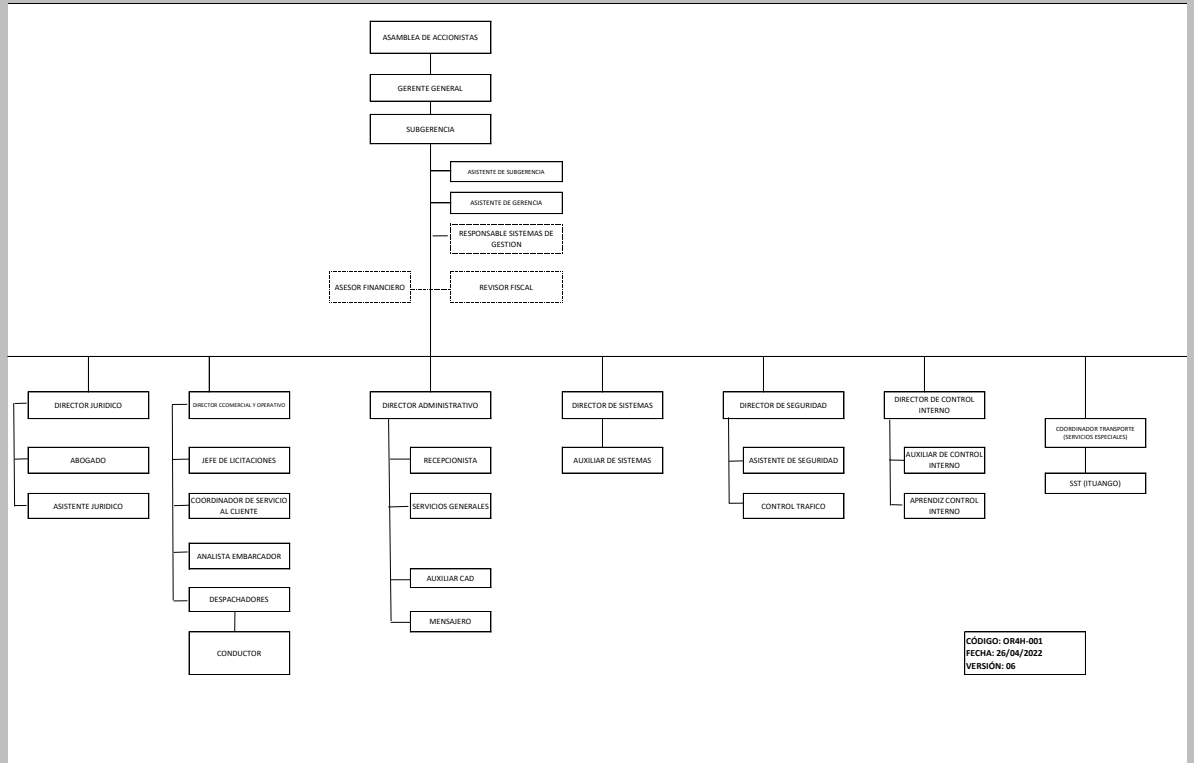 ASAMBLEA DE ACCIONISTAS
GERENTE GENERAL
SUBGERENCIA
ASISTENTE DE SUBGERENCIA
ASISTENTE DE GERENCIA
RESPONSABLE SISTEMAS DE
GESTION
ASESOR FINANCIERO
REVISOR FISCAL
DIRECTOR JURIDICO
ABOGADO
ASISTENTE JURIDICO
DIRECTOR CCOMERCIAL Y OPERATIVO
JEFE DE LICITACIONES
COORDINADOR DE SERVICIO
AL CLIENTE
ANALISTA EMBARCADOR
DESPACHADORES
CONDUCTOR
DIRECTOR ADMINISTRATIVO
RECEPCIONISTA
SERVICIOS GENERALES
AUXILIAR CAD
MENSAJERO
DIRECTOR DE SISTEMAS
AUXILIAR DE SISTEMAS
DIRECTOR DE SEGURIDAD
ASISTENTE DE SEGURIDAD
CONTROL TRAFICO
DIRECTOR DE CONTROL
INTERNO
AUXILIAR DE CONTROL
INTERNO
APRENDIZ CONTROL
INTERNO
COORDINADOR TRANSPORTE
(SERVICIOS ESPECIALES)
SST (ITUANGO)
CÓDIGO: OR4H-001
FECHA: 26/04/2022
VERSIÓN: 06